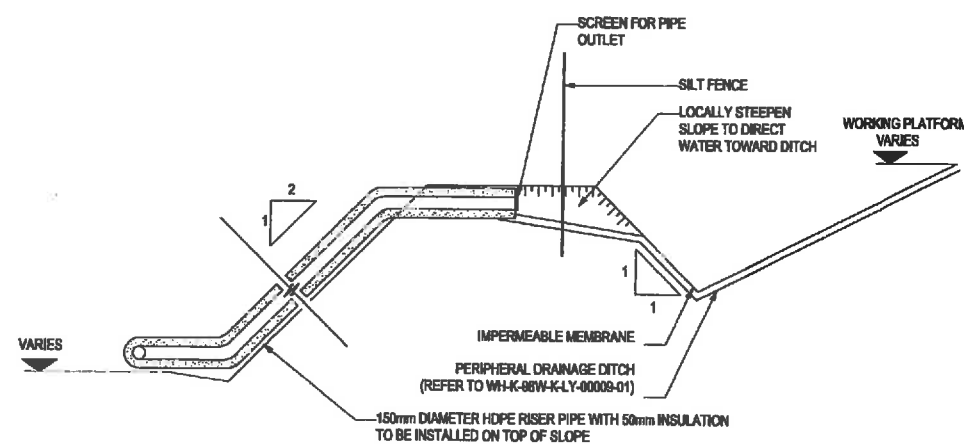 SCREEN FOR PIPE
OUTLET
SILT FENCE
LOCALLY STEEPEN
SLOPE TO DIRECT
WATER TOWARD DITCH
WORKING PLATFORM
VARIES
2
1
1
1
IMPERMEABLE MEMBRANE
VARIES
PERIPHERAL DRAINAGE DITCH
(REFER TO WH-K-96W-K-LY-00009-01)
150mm DIAMETER HDPE RISER PIPE WITH 50mm INSULATION
TO BE INSTALLED ON TOP OF SLOPE